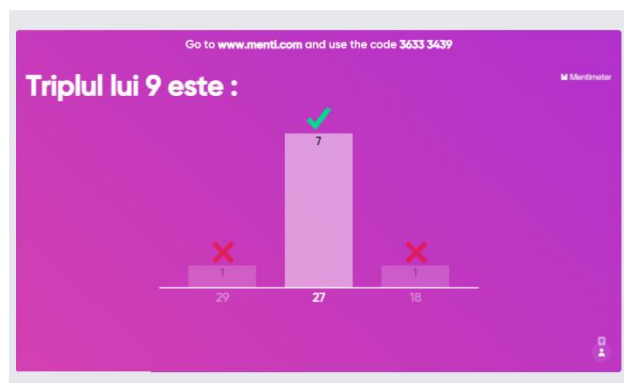 Go to www.menti.com and use the code 3633 3439
Triplul lui 9 este :
Mentimeter
7
1
1
29
27
18